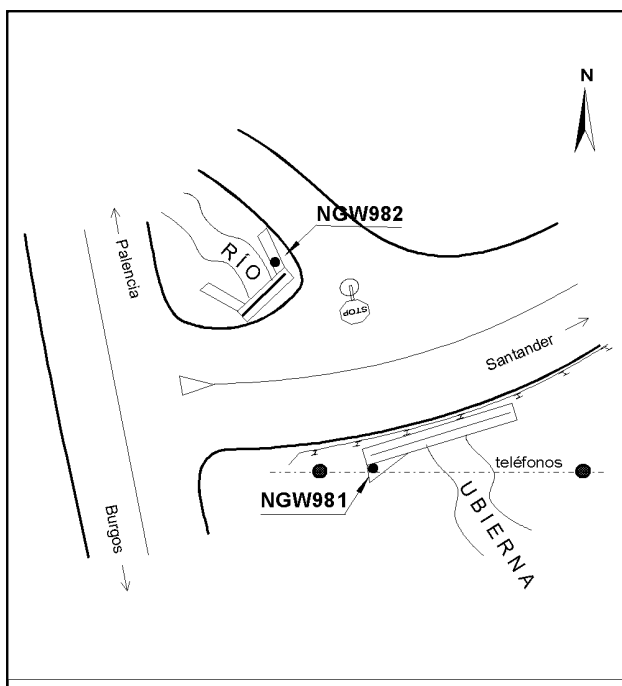 N
NGW982
Palencia
RÍO
STOP
Santander
teléfonos
NGW981
Burgos
UBIERNA